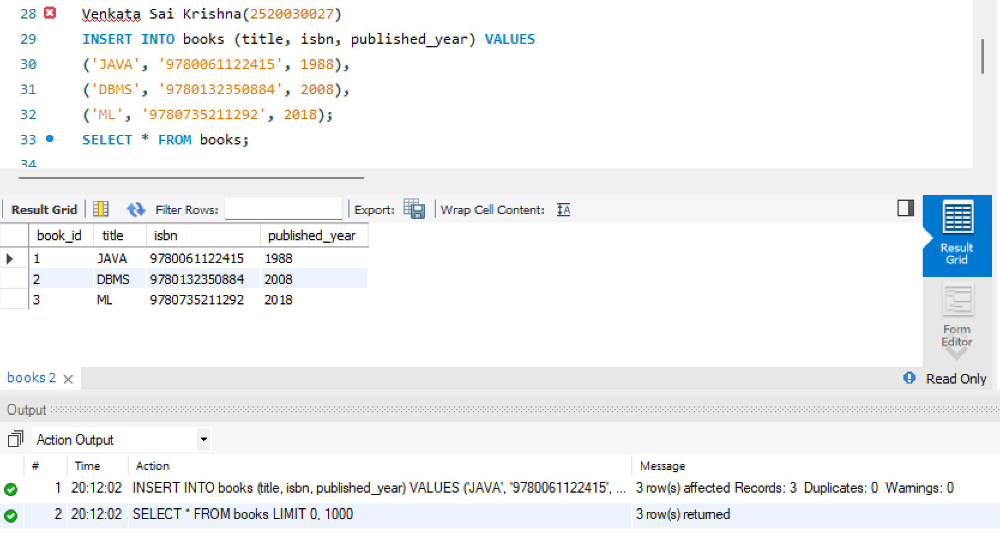 28 Venkata Sai Krishna(2520030027)
29 INSERT INTO books (title, isbn, published_year) VALUES
30 ('JAVA', '9780061122415', 1988),
31 ('DBMS', '9780132350884', 2008),
32 ('ML', '9780735211292', 2018);
33 SELECT * FROM books;
34
Result Grid Filter Rows: Export: Wrap Cell Content: IA
book_id title isbn published_year
1 JAVA 9780061122415 1988
2 DBMS 9780132350884 2008
3 ML 9780735211292 2018
Result
Grid
Form
Editor
books 2 Read Only
Output
Action Output
# Time Action Message
1 20:12:02 INSERT INTO books (title, isbn, published_year) VALUES ('JAVA', '9780061122415', ... 3 row(s) affected Records: 3 Duplicates: 0 Warnings: 0
2 20:12:02 SELECT * FROM books LIMIT 0, 1000 3 row(s) returned